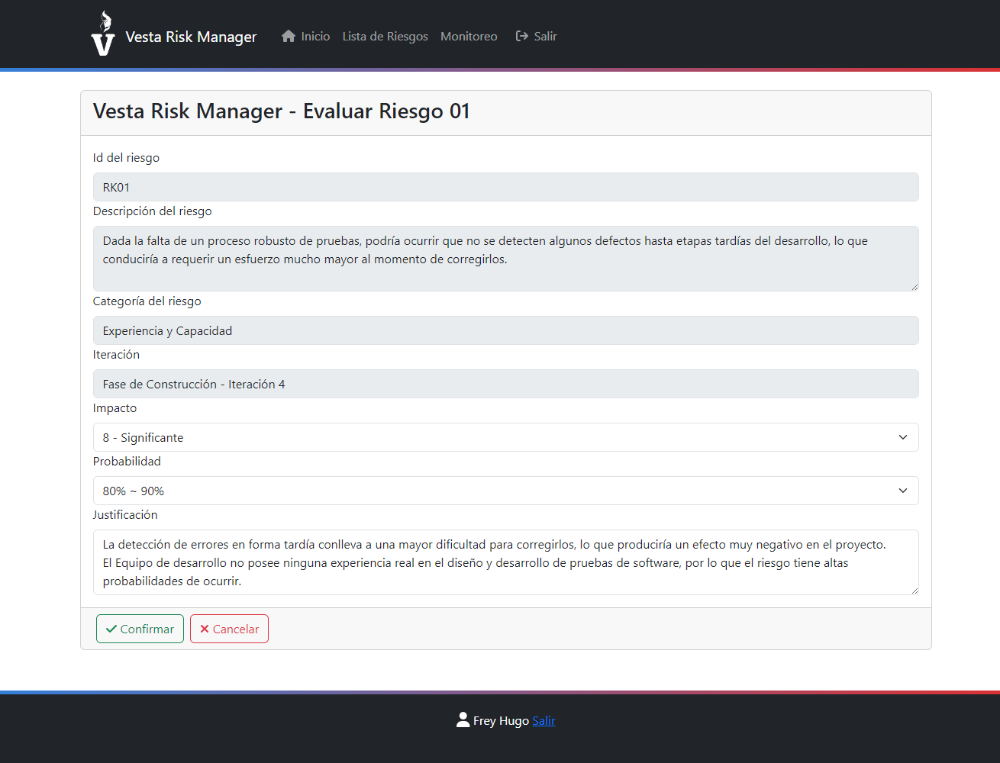 V Vesta Risk Manager Inicio Lista de Riesgos Monitoreo Salir
Vesta Risk Manager - Evaluar Riesgo 01
Id del riesgo
RK01
Descripción del riesgo
Dada la falta de un proceso robusto de pruebas, podría ocurrir que no se detecten algunos defectos hasta etapas tardías del desarrollo, lo que
conduciría a requerir un esfuerzo mucho mayor al momento de corregirlos.
Categoría del riesgo
Experiencia y Capacidad
Iteración
Fase de Construcción - Iteración 4
Impacto
8 - Significante
Probabilidad
80% ~ 90%
Justificación
La detección de errores en forma tardía conlleva a una mayor dificultad para corregirlos, lo que produciría un efecto muy negativo en el proyecto.
El Equipo de desarrollo no posee ninguna experiencia real en el diseño y desarrollo de pruebas de software, por lo que el riesgo tiene altas
probabilidades de ocurrir.
Confirmar Cancelar
Frey Hugo Salir